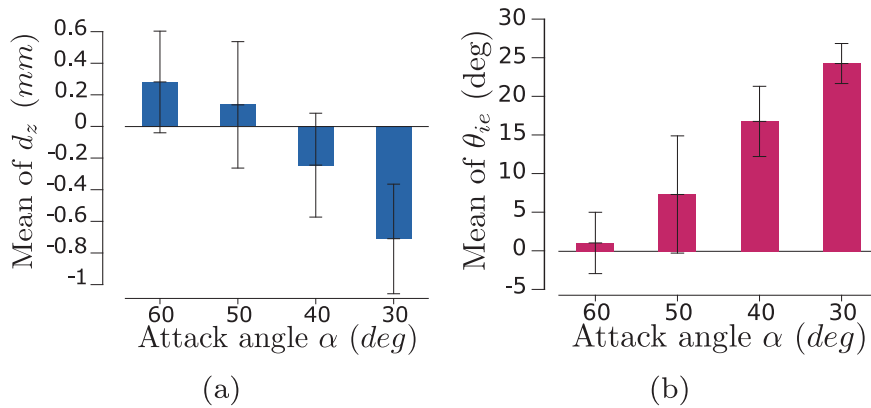 Mean of d_z (mm)
0.6
0.4
0.2
0
-0.2
-0.4
-0.6
-0.8
-1
60 50 40 30
Attack angle α (deg)
(a)
Mean of θ_ie (deg)
30
25
20
15
10
5
0
-5
60 50 40 30
Attack angle α (deg)
(b)